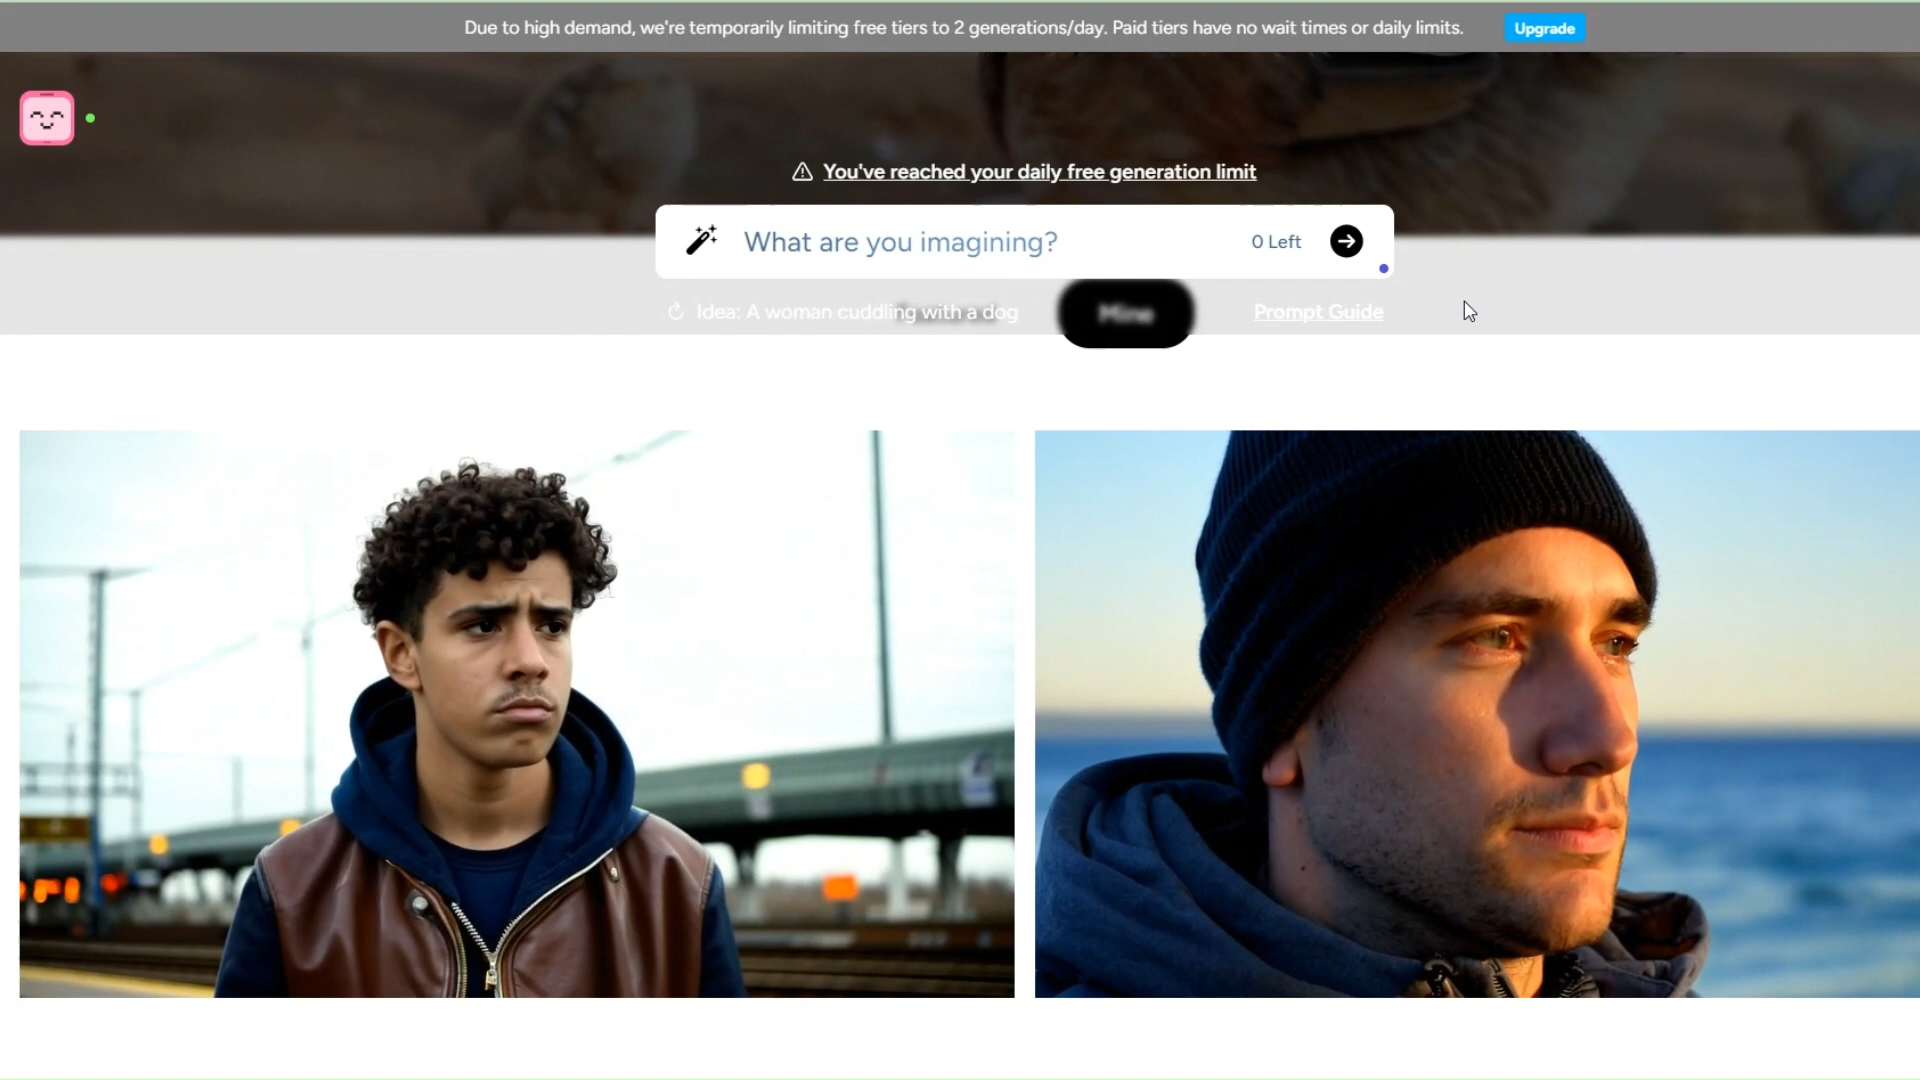 Due to high demand, we're temporarily limiting free tiers to 2 generations/day. Paid tiers have no wait times or daily limits.
Upgrade
You've reached your daily free generation limit
What are you imagining?
0 Left
Idea: A woman cuddling with a dog
Mine
Prompt Guide